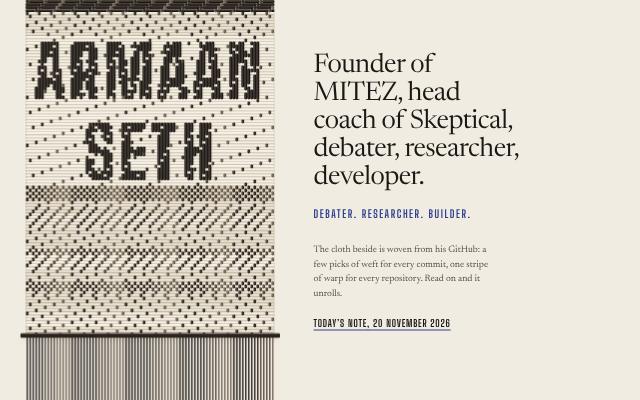 ARMAAN
SETH
Founder of
MITEZ, head
coach of Skeptical,
debater, researcher,
developer.
DEBATER. RESEARCHER. BUILDER.
The cloth beside is woven from his GitHub: a
few picks of weft for every commit, one stripe
of warp for every repository. Read on and it
unrolls.
TODAY'S NOTE, 20 NOVEMBER 2026